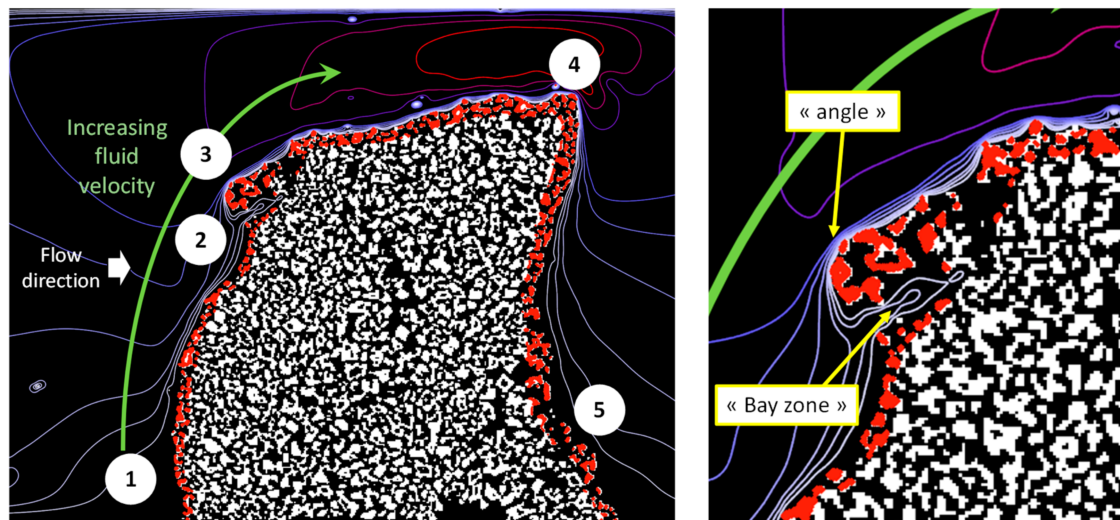 4
Increasing
fluid
velocity
3
2
Flow
direction
5
1
« angle »
« Bay zone »